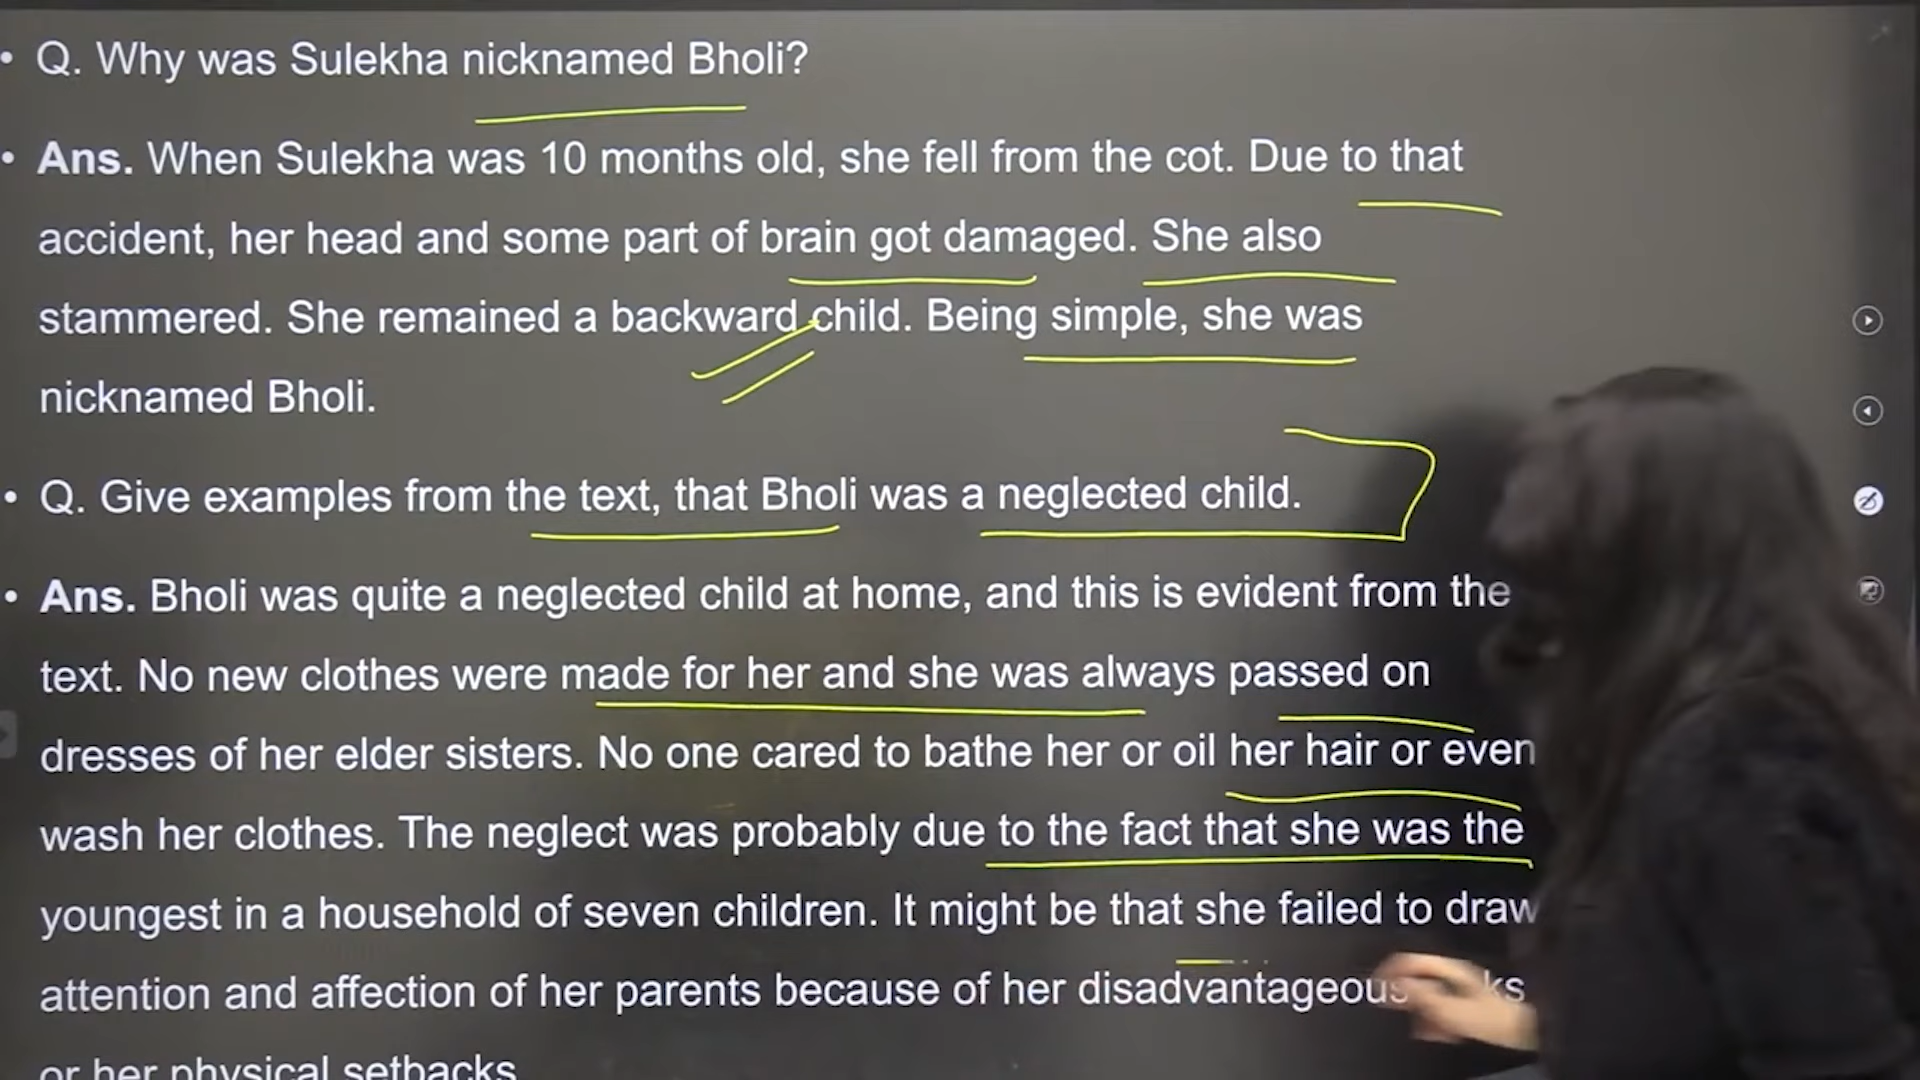 • Q. Why was Sulekha nicknamed Bholi?
• Ans. When Sulekha was 10 months old, she fell from the cot. Due to that
accident, her head and some part of brain got damaged. She also
stammered. She remained a backward child. Being simple, she was
nicknamed Bholi.
• Q. Give examples from the text, that Bholi was a neglected child.
• Ans. Bholi was quite a neglected child at home, and this is evident from the
text. No new clothes were made for her and she was always passed on
dresses of her elder sisters. No one cared to bathe her or oil her hair or even
wash her clothes. The neglect was probably due to the fact that she was the
youngest in a household of seven children. It might be that she failed to draw
attention and affection of her parents because of her disadvantageous
or her physical setbacks